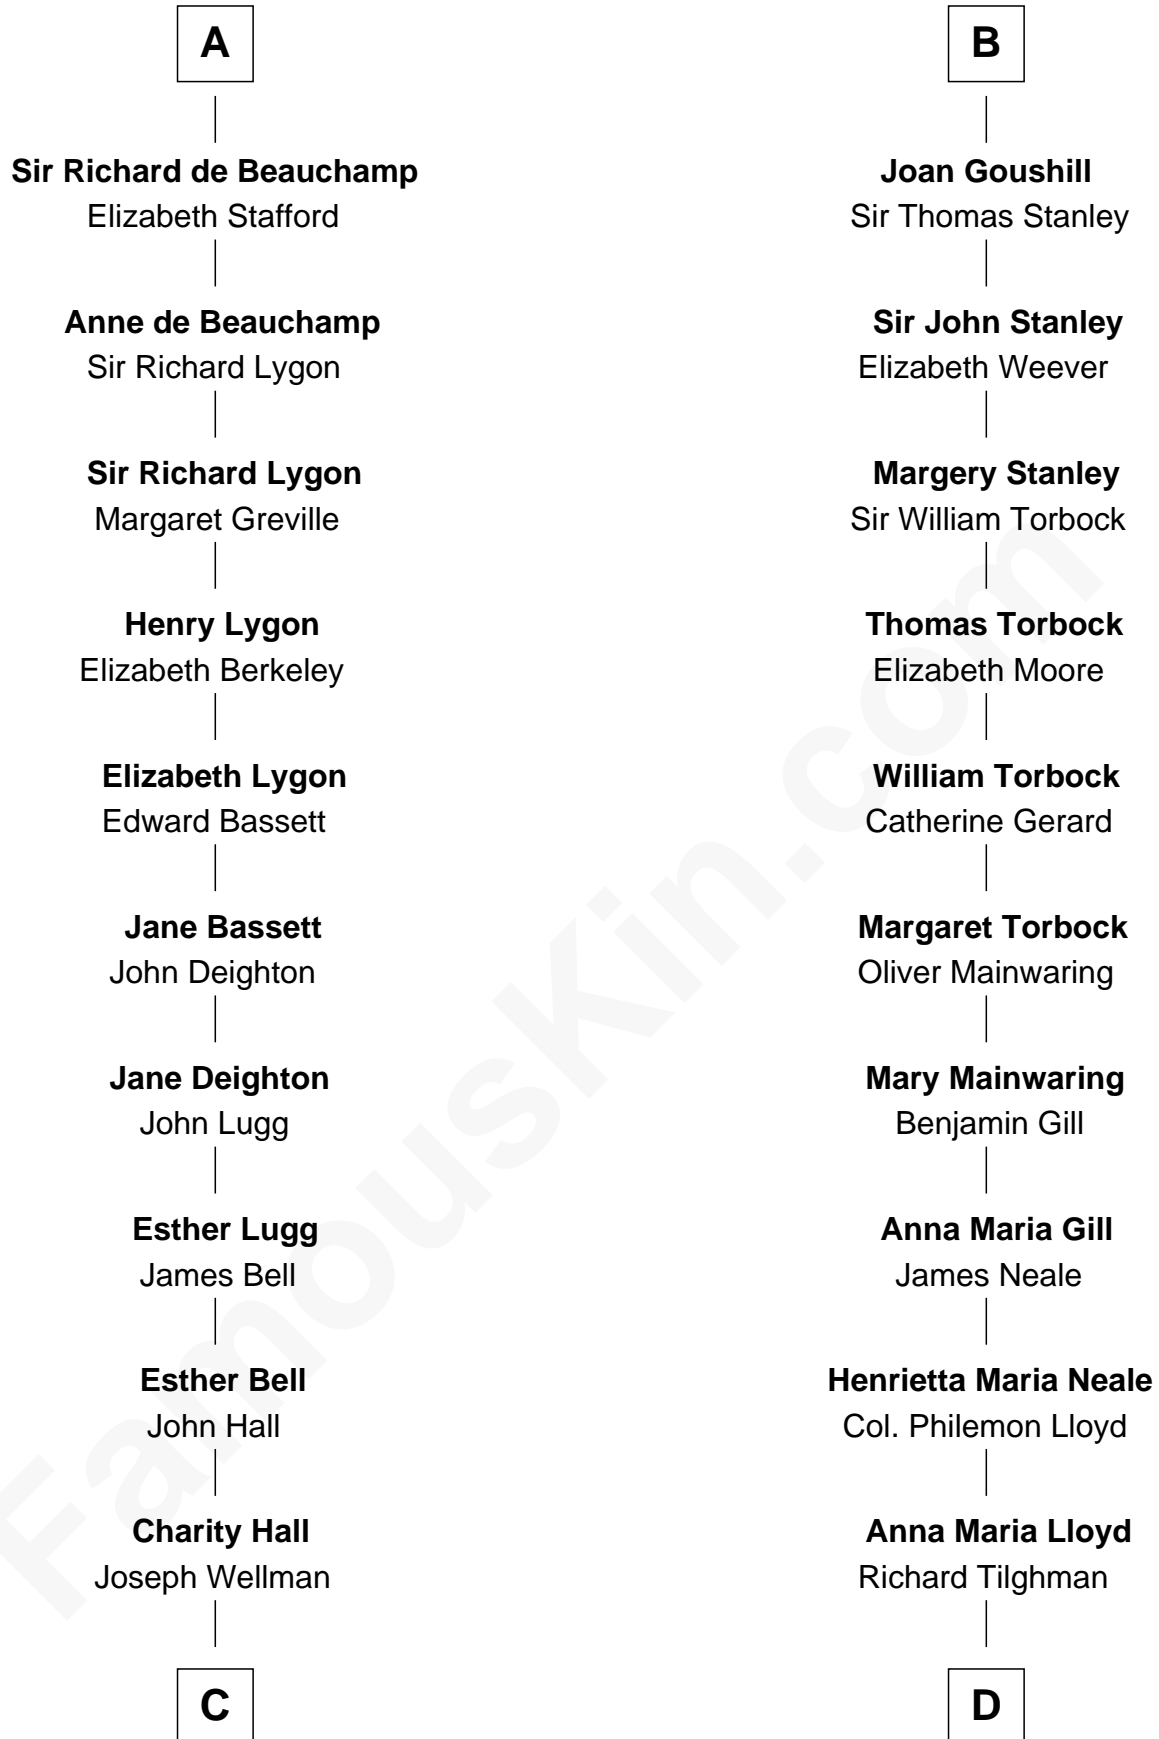 A
Sir Richard de Beauchamp
Elizabeth Stafford
Anne de Beauchamp
Sir Richard Lygon
Sir Richard Lygon
Margaret Greville
Henry Lygon
Elizabeth Berkeley
Elizabeth Lygon
Edward Bassett
Jane Bassett
John Deighton
Jane Deighton
John Lugg
Esther Lugg
James Bell
Esther Bell
John Hall
Charity Hall
Joseph Wellman
C
B
Joan Goushill
Sir Thomas Stanley
Sir John Stanley
Elizabeth Weever
Margery Stanley
Sir William Torbock
Thomas Torbock
Elizabeth Moore
William Torbock
Catherine Gerard
Margaret Torbock
Oliver Mainwaring
Mary Mainwaring
Benjamin Gill
Anna Maria Gill
James Neale
Henrietta Maria Neale
Col. Philemon Lloyd
Anna Maria Lloyd
Richard Tilghman
D
FamousKin.com